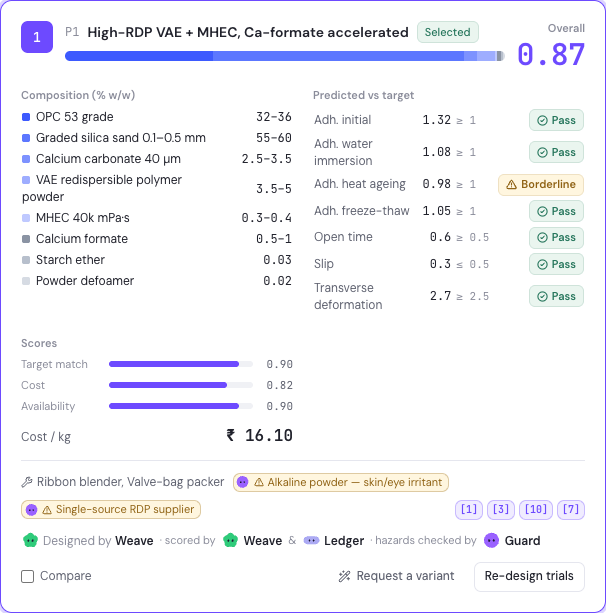 1 P1 High-RDP VAE + MHEC, Ca-formate accelerated Selected
Overall
0.87
Composition (% w/w)
OPC 53 grade 32–36
Graded silica sand 0.1–0.5 mm 55–60
Calcium carbonate 40 µm 2.5–3.5
VAE redispersible polymer
powder 3.5–5
MHEC 40k mPa·s 0.3–0.4
Calcium formate 0.5–1
Starch ether 0.03
Powder defoamer 0.02
Predicted vs target
Adh. initial 1.32 ≥ 1 Pass
Adh. water
immersion 1.08 ≥ 1 Pass
Adh. heat ageing 0.98 ≥ 1 Borderline
Adh. freeze-thaw 1.05 ≥ 1 Pass
Open time 0.6 ≥ 0.5 Pass
Slip 0.3 ≤ 0.5 Pass
Transverse
deformation 2.7 ≥ 2.5 Pass
Scores
Target match 0.90
Cost 0.82
Availability 0.90
Cost / kg ₹ 16.10
Ribbon blender, Valve-bag packer Alkaline powder — skin/eye irritant
Single-source RDP supplier [1] [3] [10] [7]
Designed by Weave · scored by Weave & Ledger · hazards checked by Guard
Compare Request a variant Re-design trials